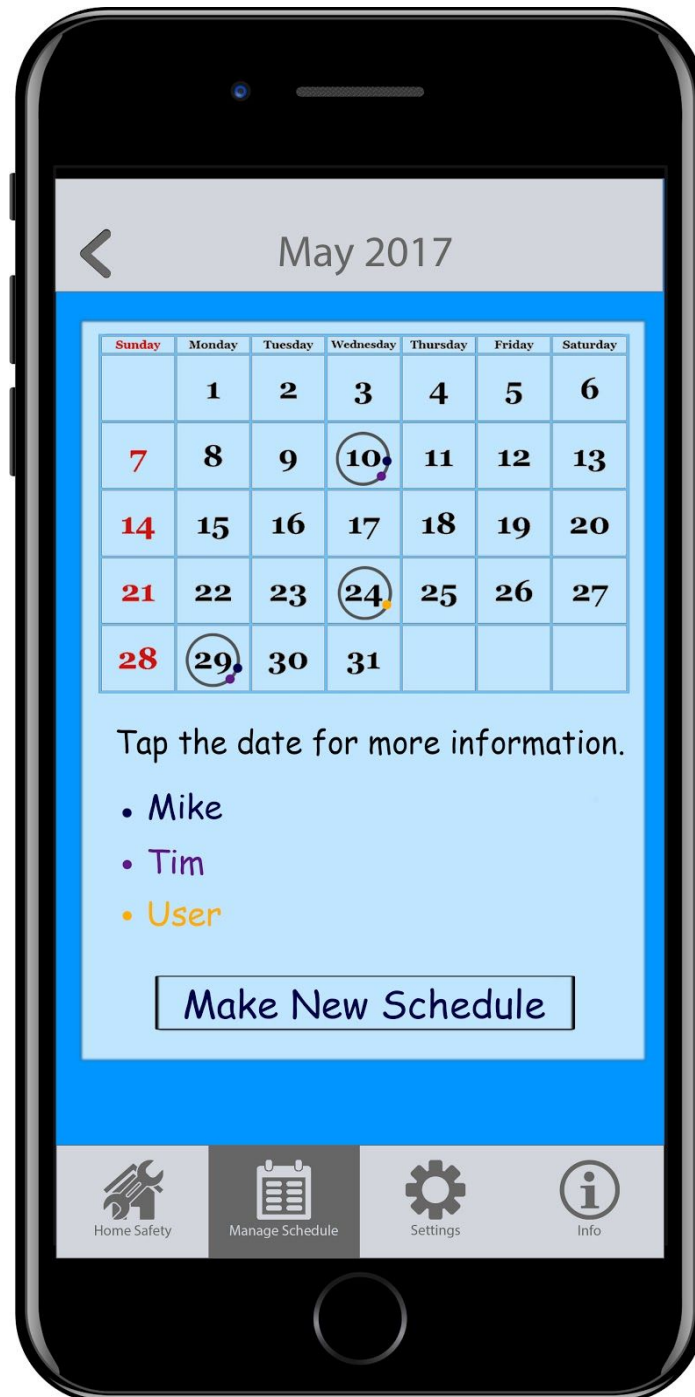 May 2017
Sunday Monday Tuesday Wednesday Thursday Friday Saturday
1 2 3 4 5 6
7 8 9 10 11 12 13
14 15 16 17 18 19 20
21 22 23 24 25 26 27
28 29 30 31
Tap the date for more information.
• Mike
• Tim
• User
Make New Schedule
Home Safety Manage Schedule Settings Info